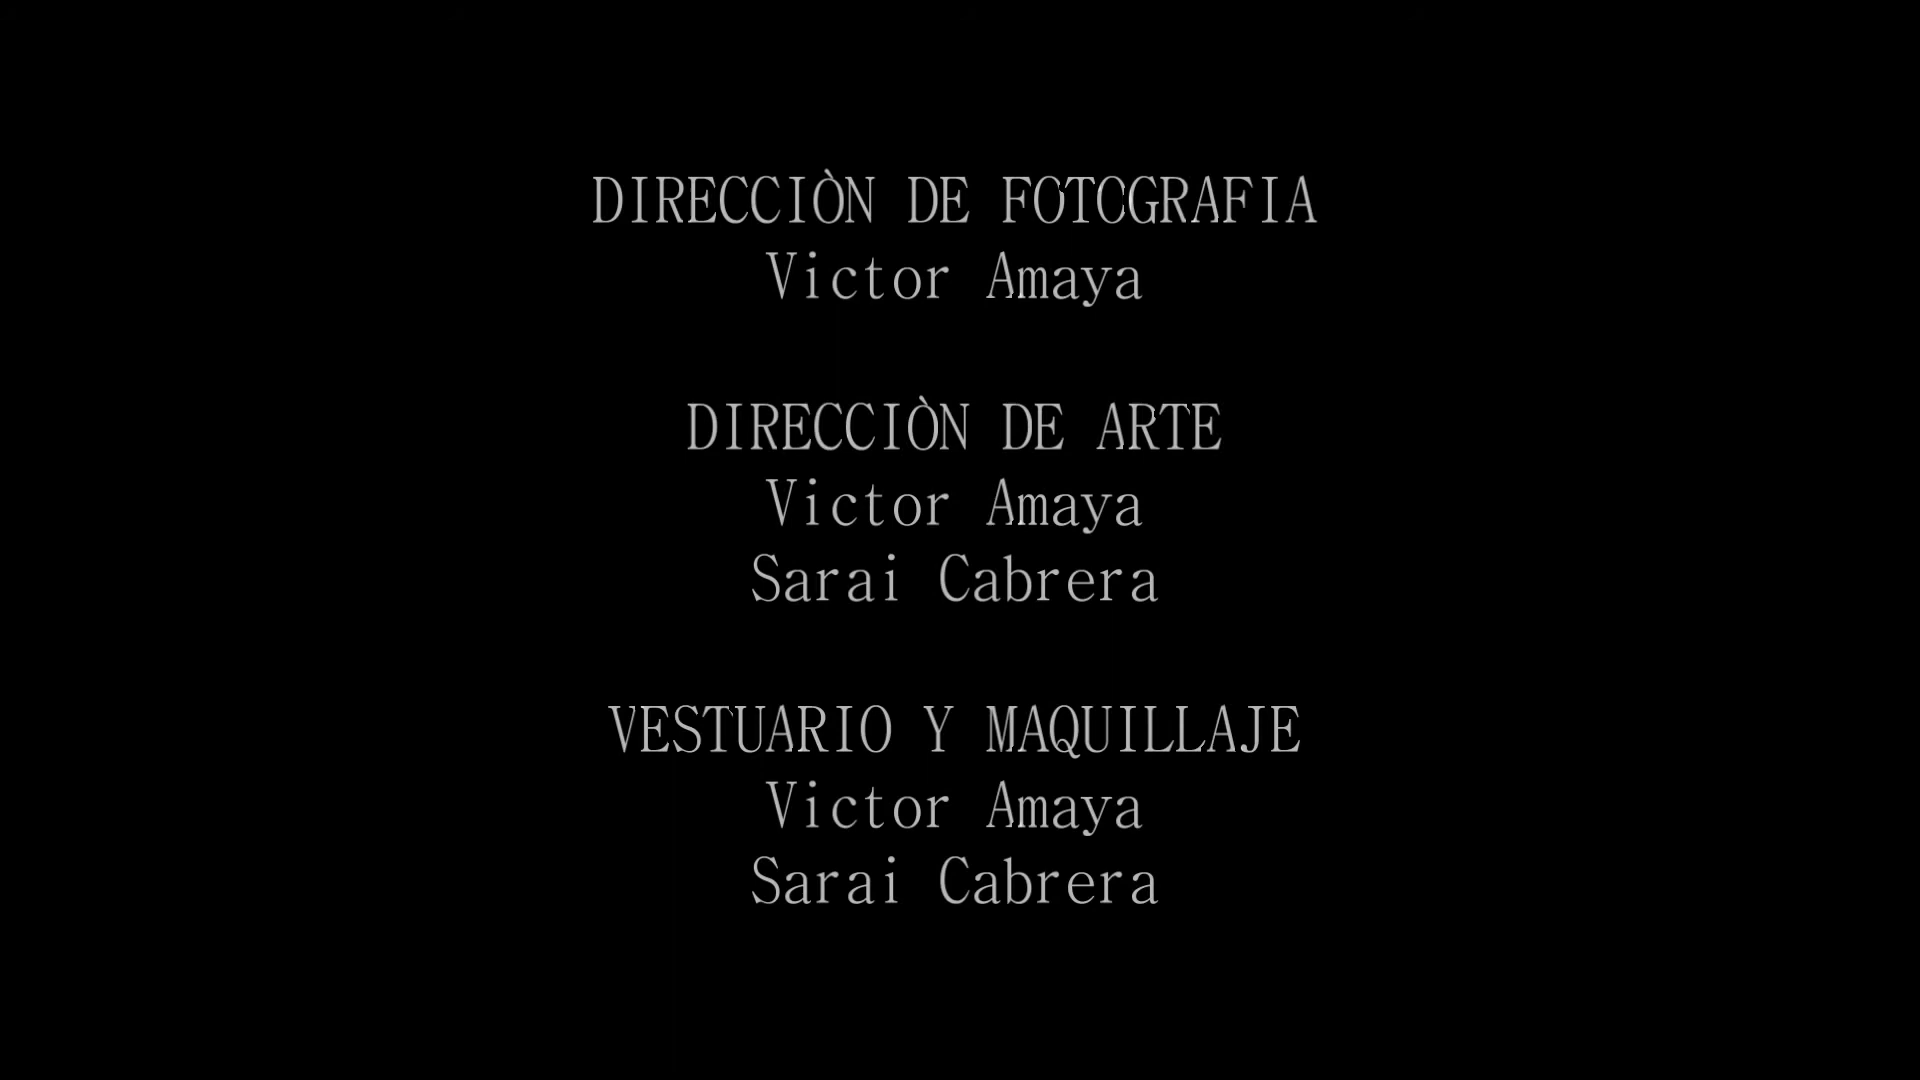 DIRECCIÒN DE FOTOGRAFIA
Victor Amaya
DIRECCIÒN DE ARTE
Victor Amaya
Sarai Cabrera
VESTUARIO Y MAQUILLAJE
Victor Amaya
Sarai Cabrera